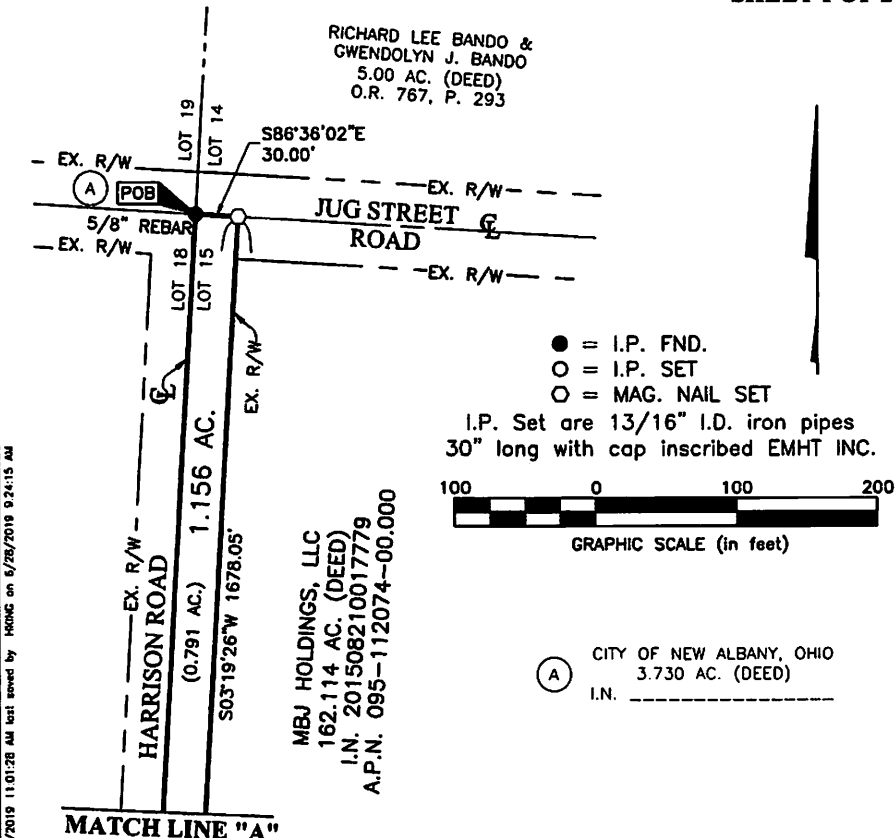 RICHARD LEE BANDO &
GWENDOLYN J. BANDO
5.00 AC. (DEED)
O.R. 767, P. 293
LOT 19
LOT 14
S86°36'02"E
30.00'
EX. R/W
EX. R/W
A
POB
JUG STREET
ROAD
CL
5/8" REBAR
EX. R/W
EX. R/W
LOT 18
LOT 15
CL
EX. R/W
● = I.P. FND.
○ = I.P. SET
⬡ = MAG. NAIL SET
I.P. Set are 13/16" I.D. iron pipes
30" long with cap inscribed EMHT INC.
100 0 100 200
GRAPHIC SCALE (in feet)
1.156 AC.
(0.791 AC.)
S03°19'26"W 1678.05'
EX. R/W
HARRISON ROAD
MBJ HOLDINGS, LLC
162.114 AC. (DEED)
I.N. 201508210017779
A.P.N. 095-112074-00.000
A
CITY OF NEW ALBANY, OHIO
3.730 AC. (DEED)
I.N. ____________________
MATCH LINE "A"
/2019 11:01:28 AM last saved by HKING on 6/28/2019 9:24:15 AM